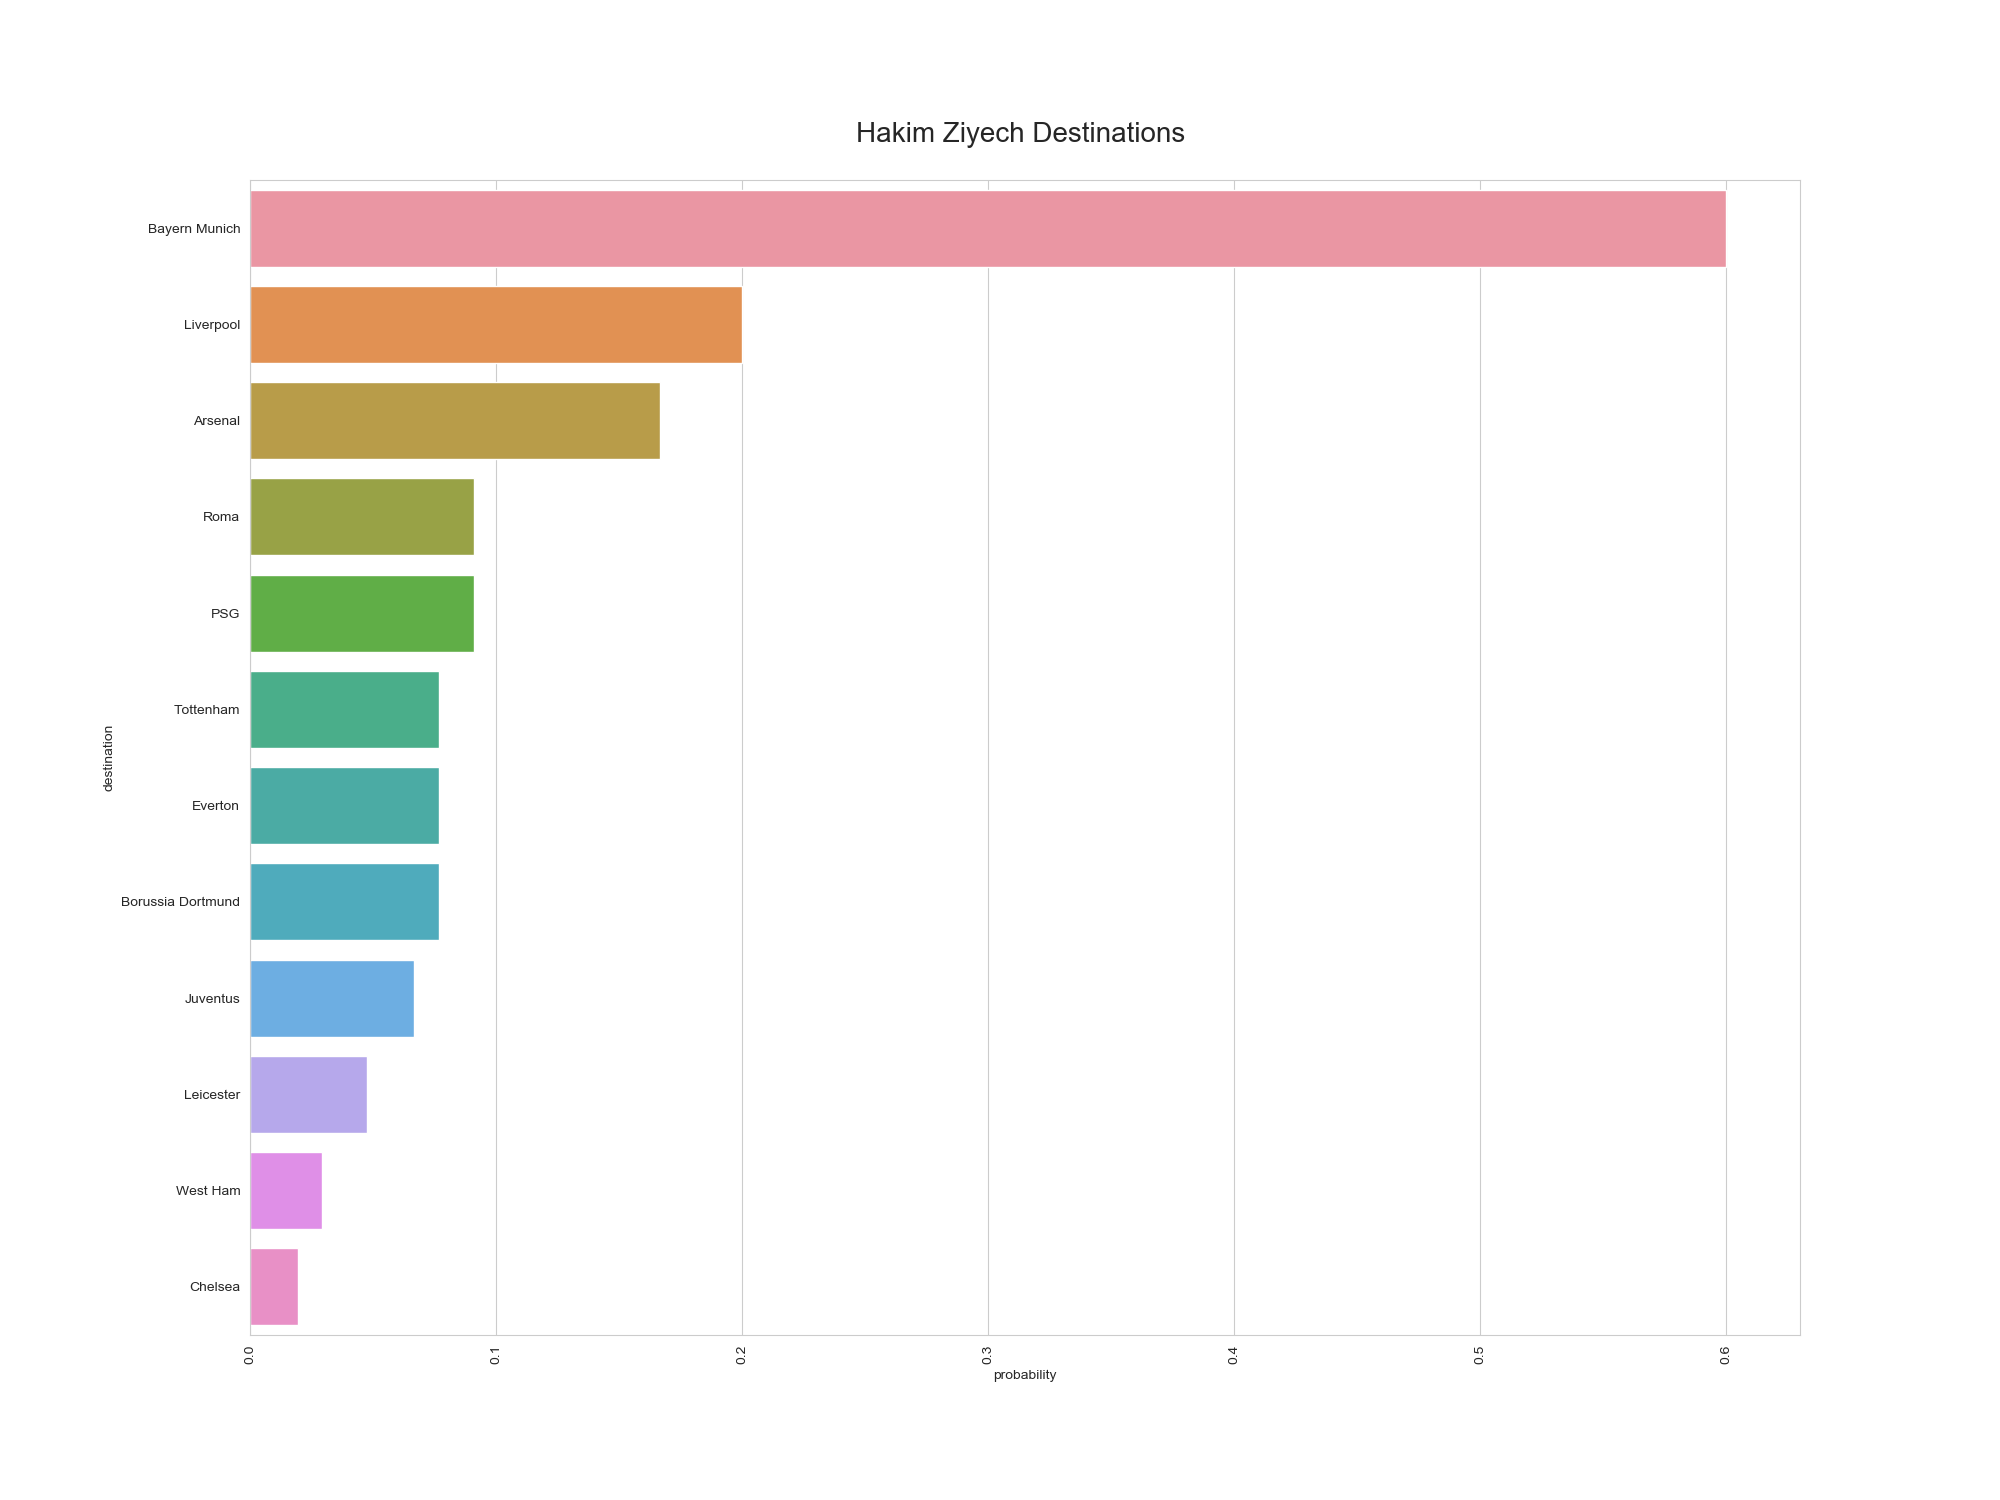 Hakim Ziyech Destinations
Bayern Munich
Liverpool
Arsenal
Roma
PSG
Tottenham
Everton
Borussia Dortmund
Juventus
Leicester
West Ham
Chelsea
destination
0.0
0.1
0.2
0.3
0.4
0.5
0.6
probability